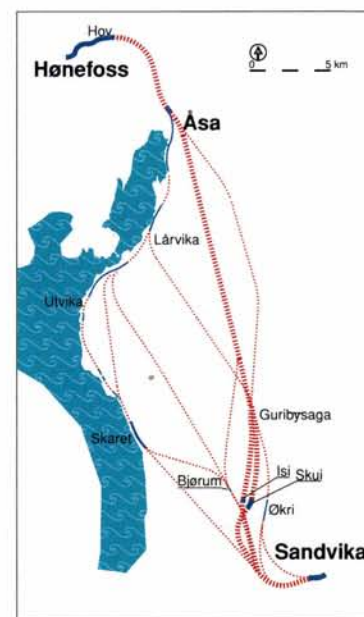 Hov
Hønefoss
0 5 km
Åsa
Lårvika
Utvika
Guribysaga
Skaret
Isi Skui
Bjørum
Økri
Sandvika